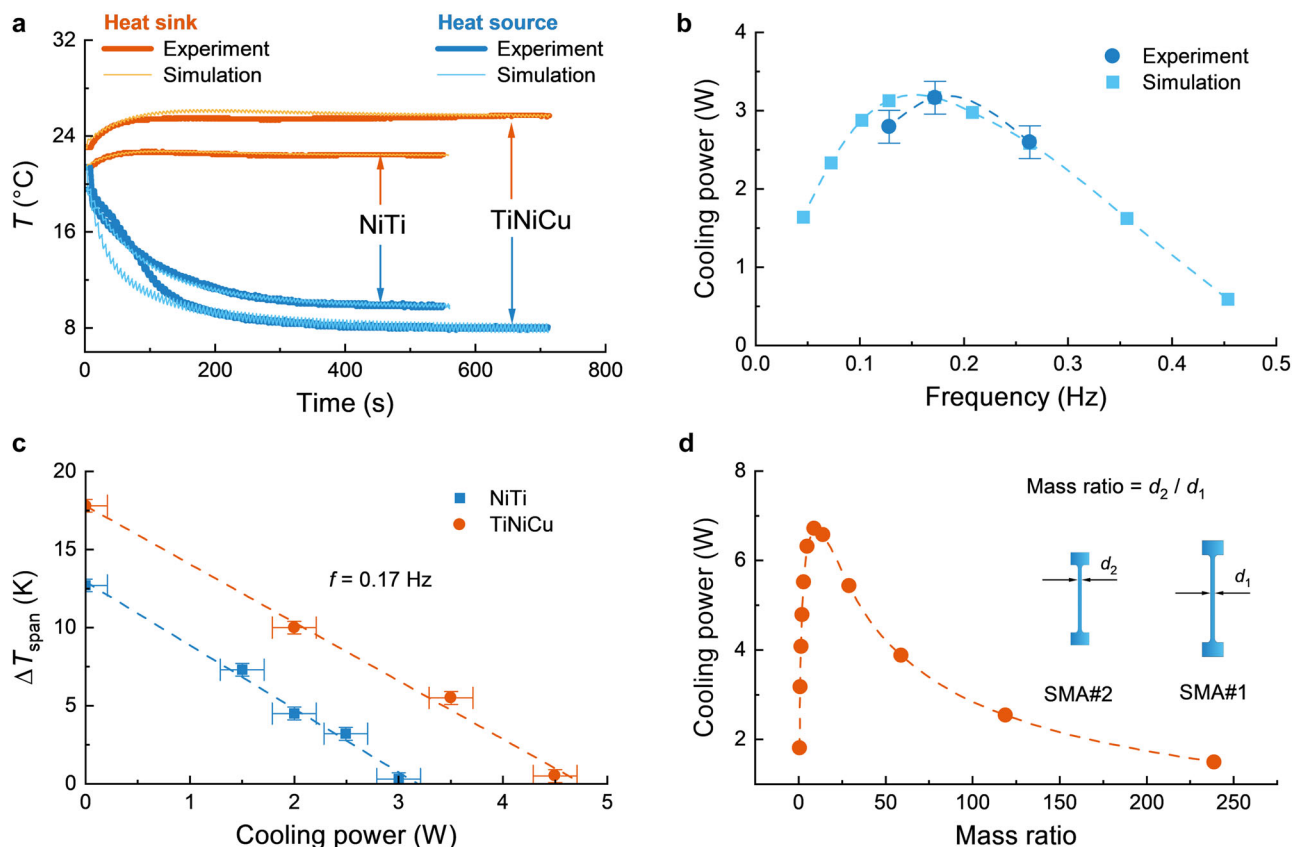 a
Heat sink
Experiment
Simulation
Heat source
Experiment
Simulation
32
24
16
8
T (°C)
NiTi
TiNiCu
0
200
400
600
800
Time (s)
b
Experiment
Simulation
4
3
2
1
0
Cooling power (W)
0.0
0.1
0.2
0.3
0.4
0.5
Frequency (Hz)
c
NiTi
TiNiCu
f = 0.17 Hz
20
15
10
5
0
ΔTspan (K)
0
1
2
3
4
5
Cooling power (W)
d
Mass ratio = d2 / d1
d2
d1
SMA#2
SMA#1
8
6
4
2
Cooling power (W)
0
50
100
150
200
250
Mass ratio